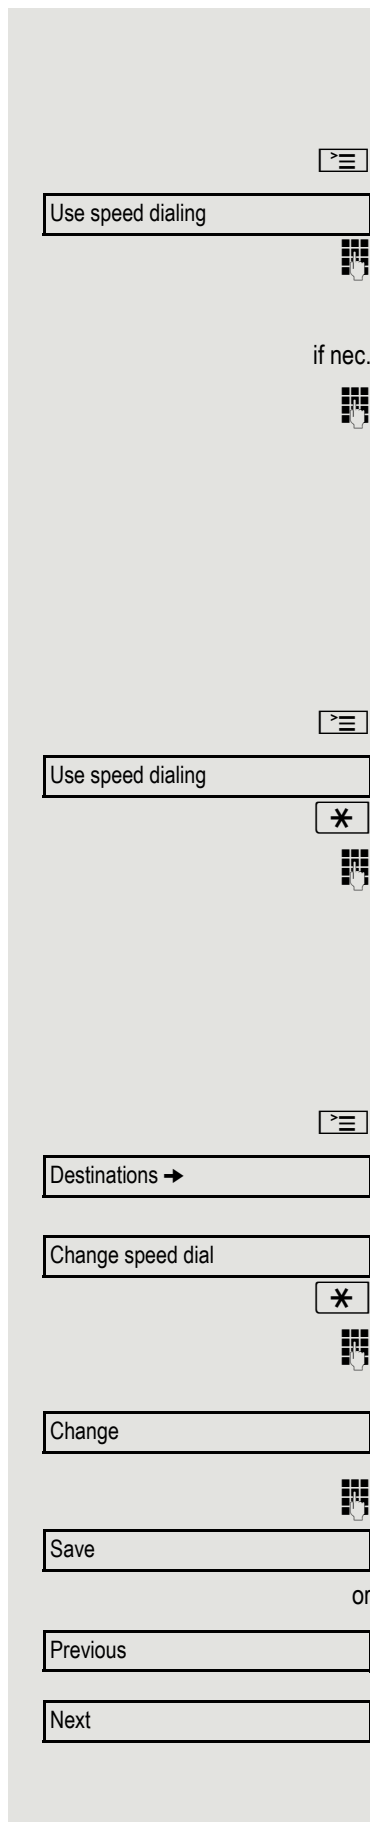 Use speed dialing
if nec.
Use speed dialing
Destinations ➔
Change speed dial
Change
Save
or
Previous
Next